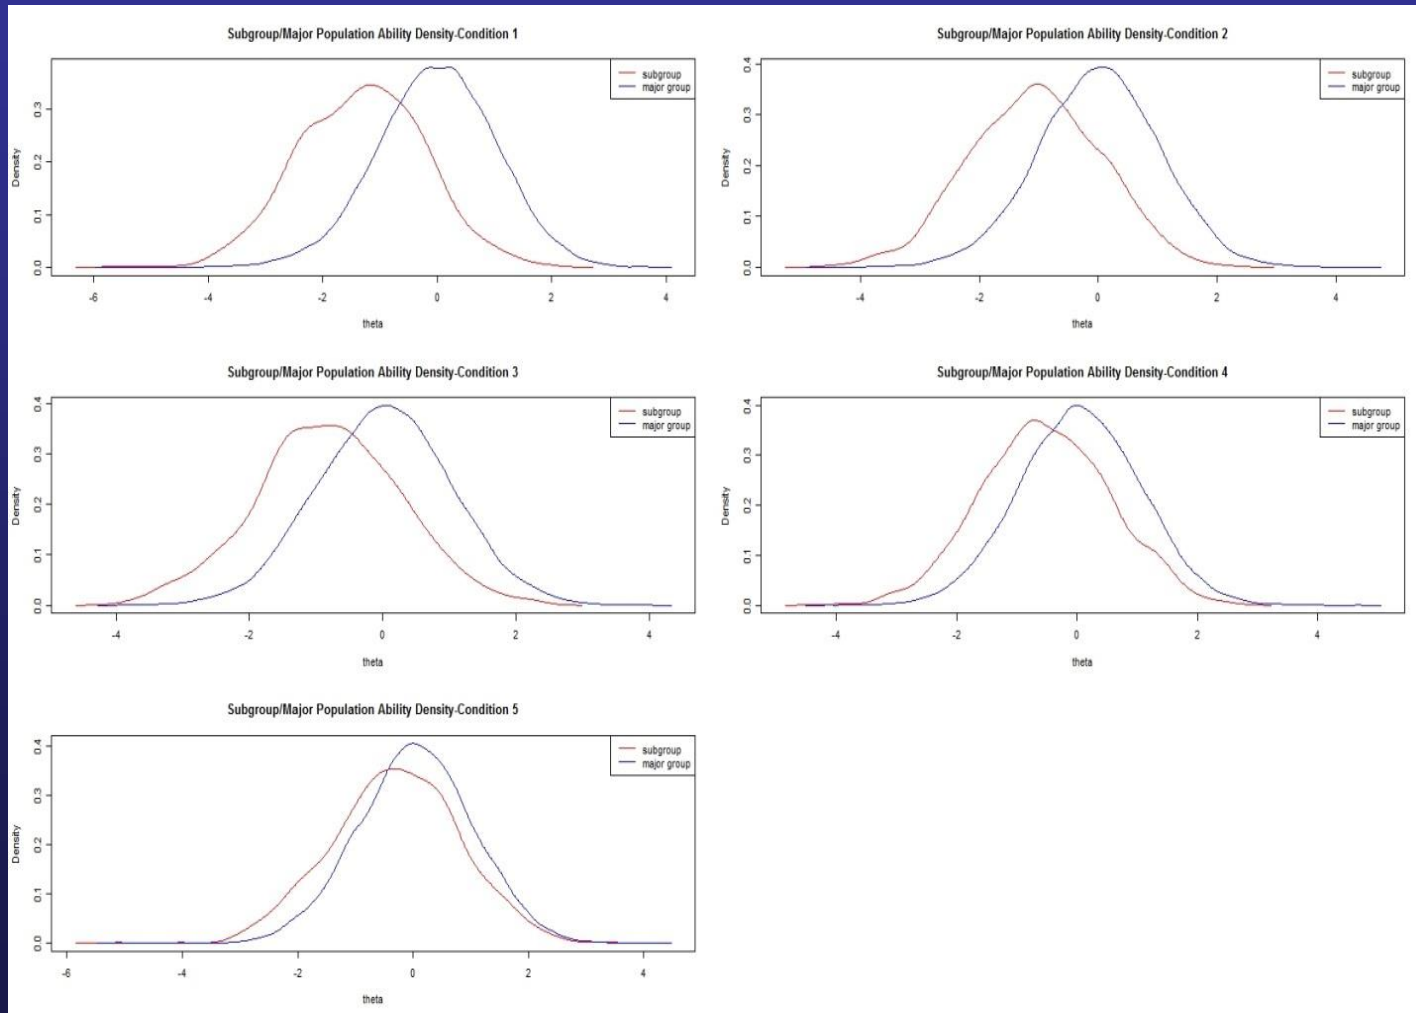 Subgroup/Major Population Ability Density-Condition 1
subgroup
major group
Density
0.0 0.1 0.2 0.3
-6 -4 -2 0 2 4
theta
Subgroup/Major Population Ability Density-Condition 2
subgroup
major group
Density
0.0 0.1 0.2 0.3 0.4
-4 -2 0 2 4
theta
Subgroup/Major Population Ability Density-Condition 3
subgroup
major group
Density
0.0 0.1 0.2 0.3 0.4
-4 -2 0 2 4
theta
Subgroup/Major Population Ability Density-Condition 4
subgroup
major group
Density
0.0 0.1 0.2 0.3 0.4
-4 -2 0 2 4
theta
Subgroup/Major Population Ability Density-Condition 5
subgroup
major group
Density
0.0 0.1 0.2 0.3 0.4
-6 -4 -2 0 2 4
theta